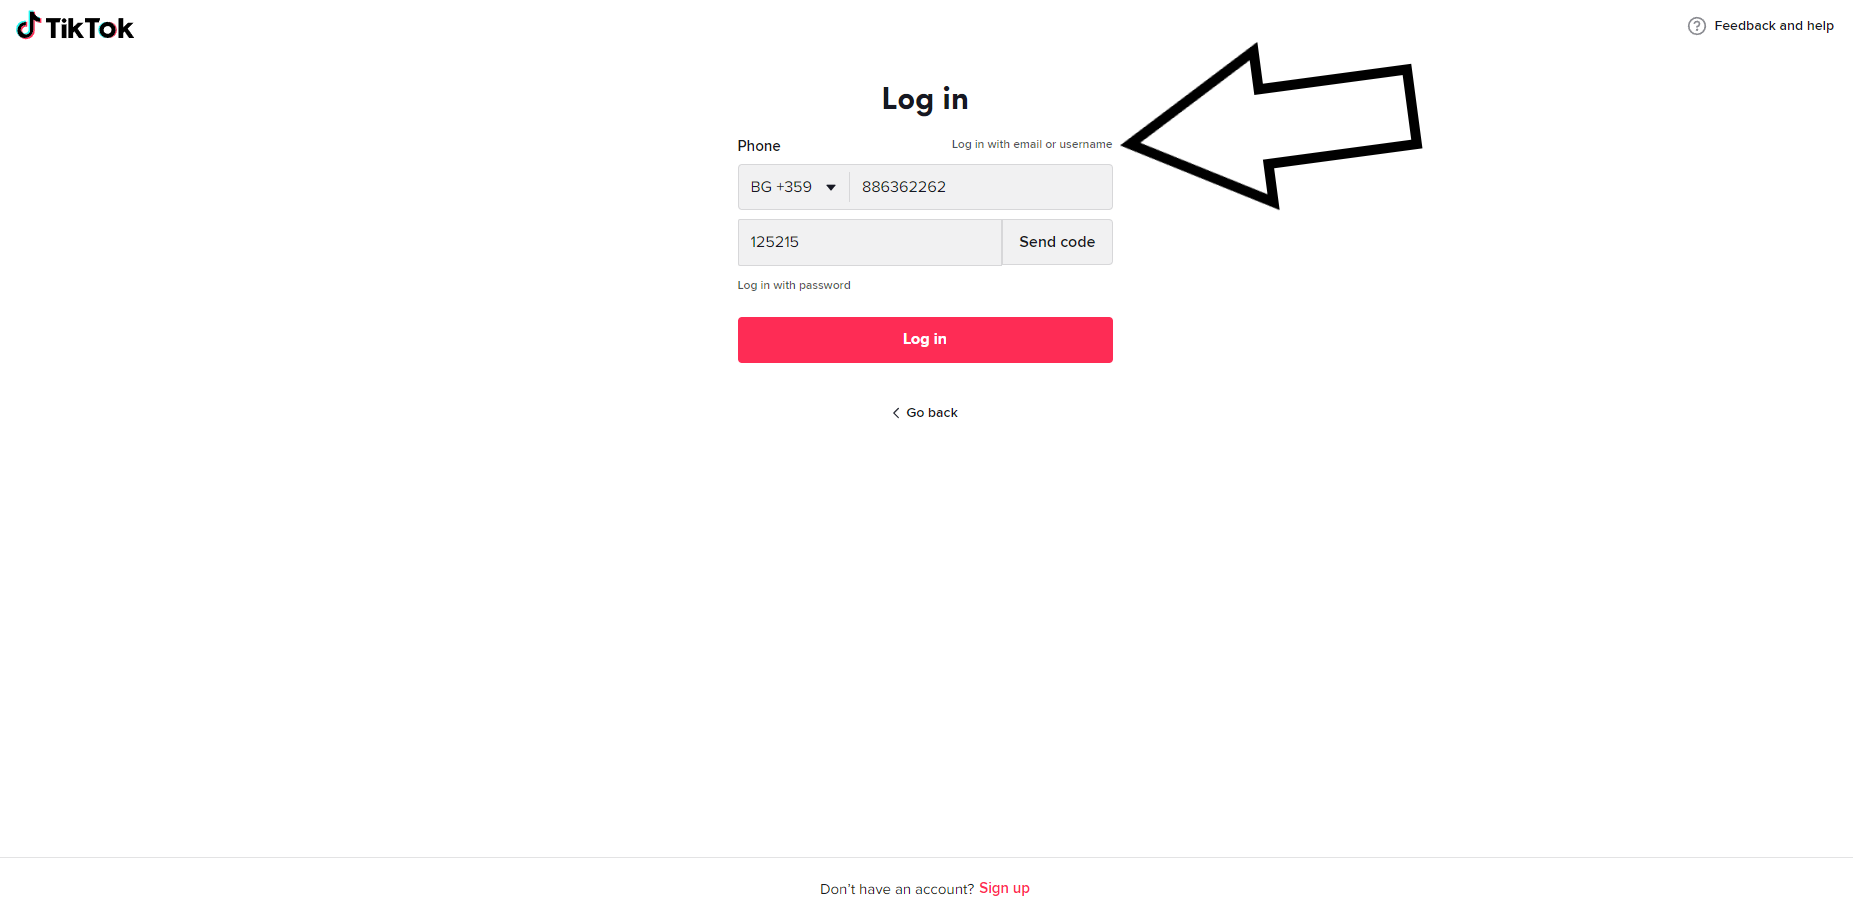 TikTok
Feedback and help
Log in
Phone
Log in with email or username
BG +359
886362262
125215
Send code
Log in with password
Log in
Go back
Don't have an account? Sign up